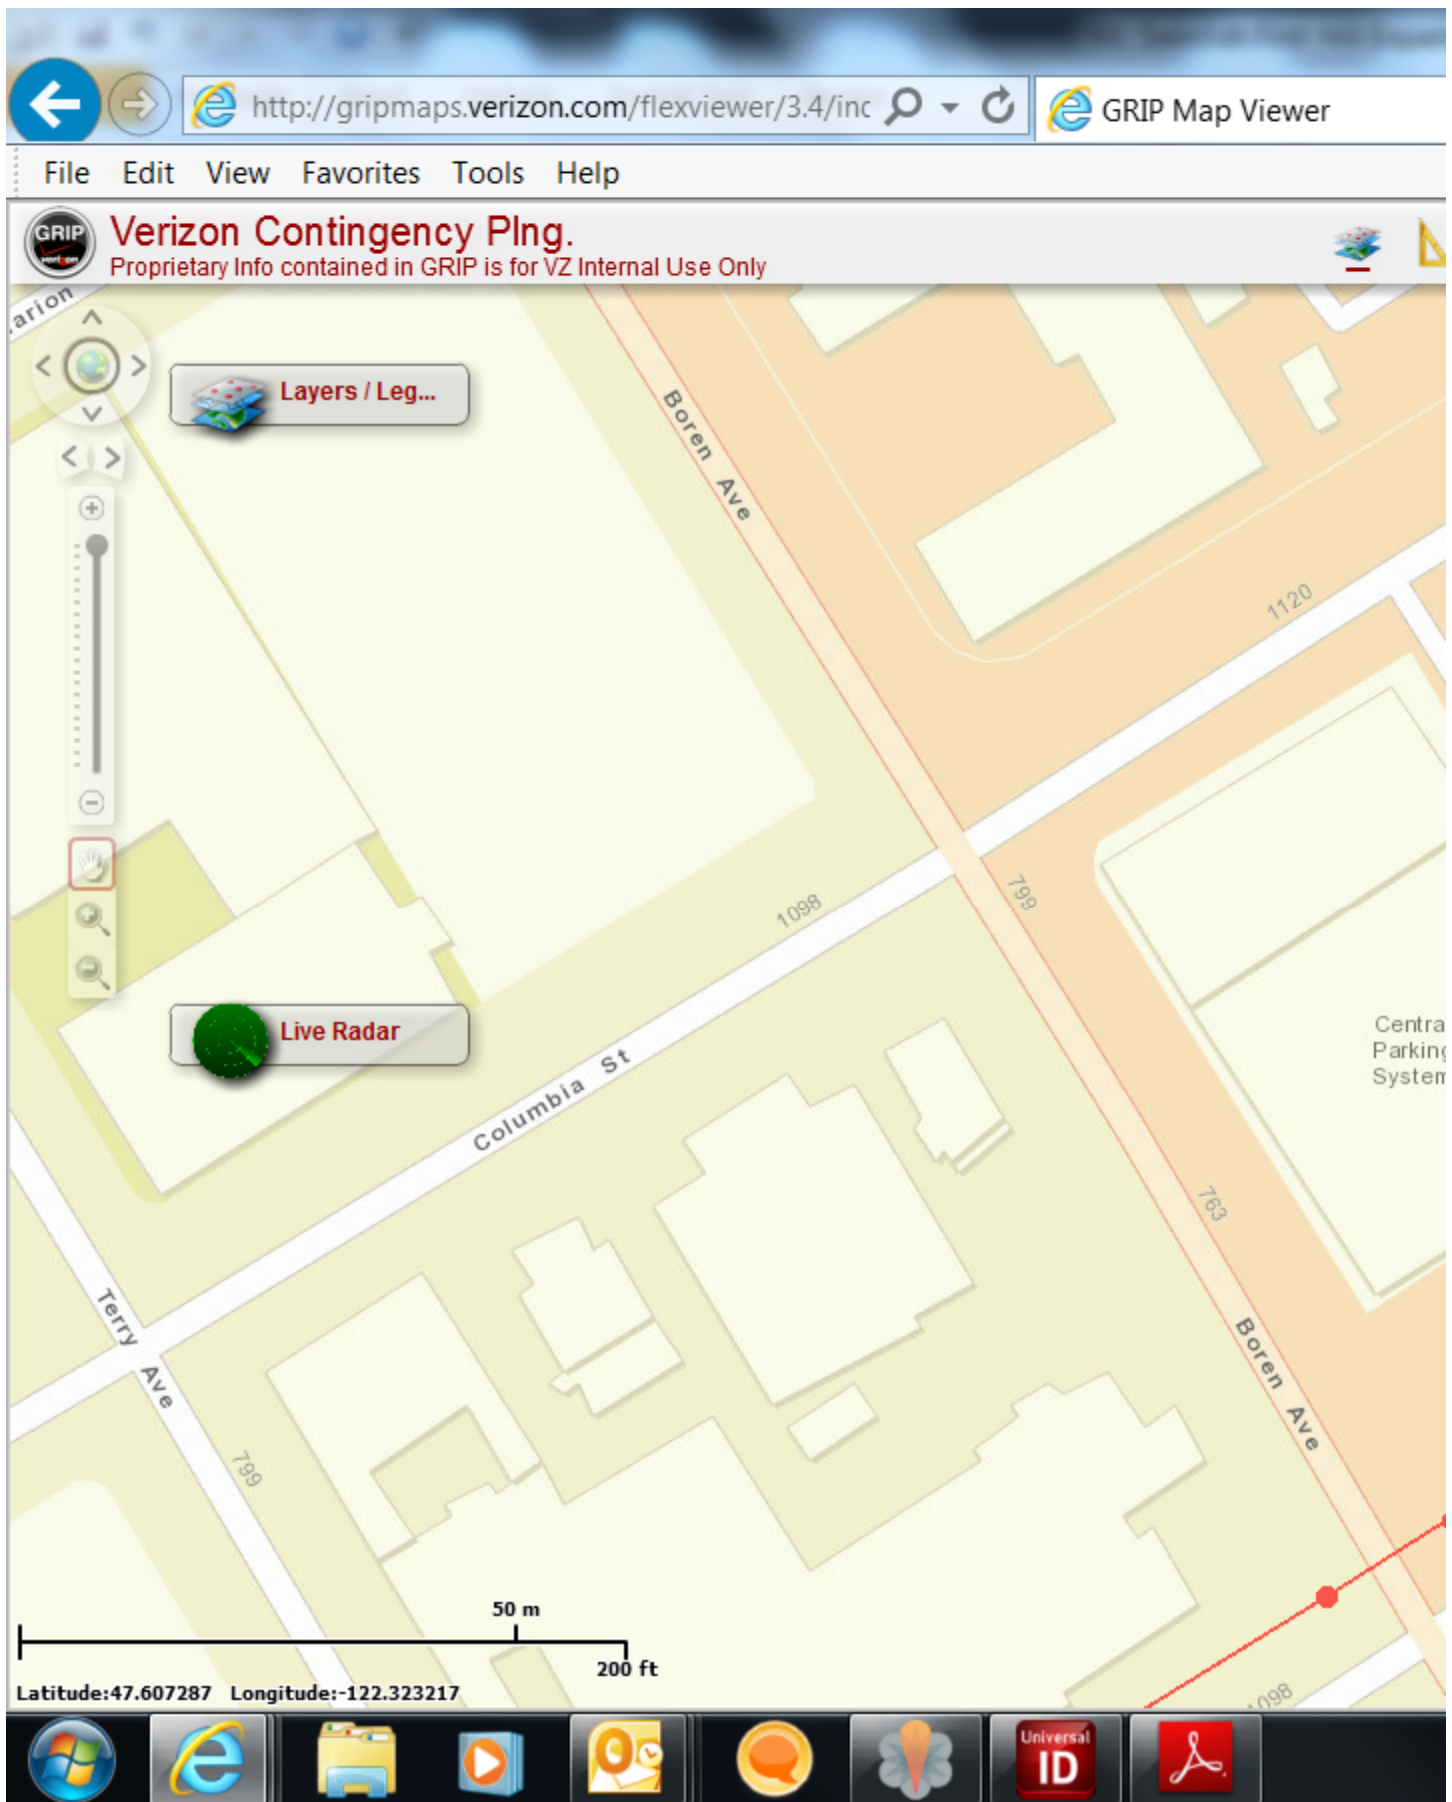 http://gripmaps.verizon.com/flexviewer/3.4/inc
GRIP Map Viewer
File Edit View Favorites Tools Help
GRIP
verizon
Verizon Contingency Plng.
Proprietary Info contained in GRIP is for VZ Internal Use Only
arion
Layers / Leg...
Boren Ave
1120
799
1098
Centra
Parking
System
Live Radar
Columbia St
763
Terry Ave
Boren Ave
799
50 m
200 ft
1098
Latitude:47.607287 Longitude:-122.323217
Universal
ID